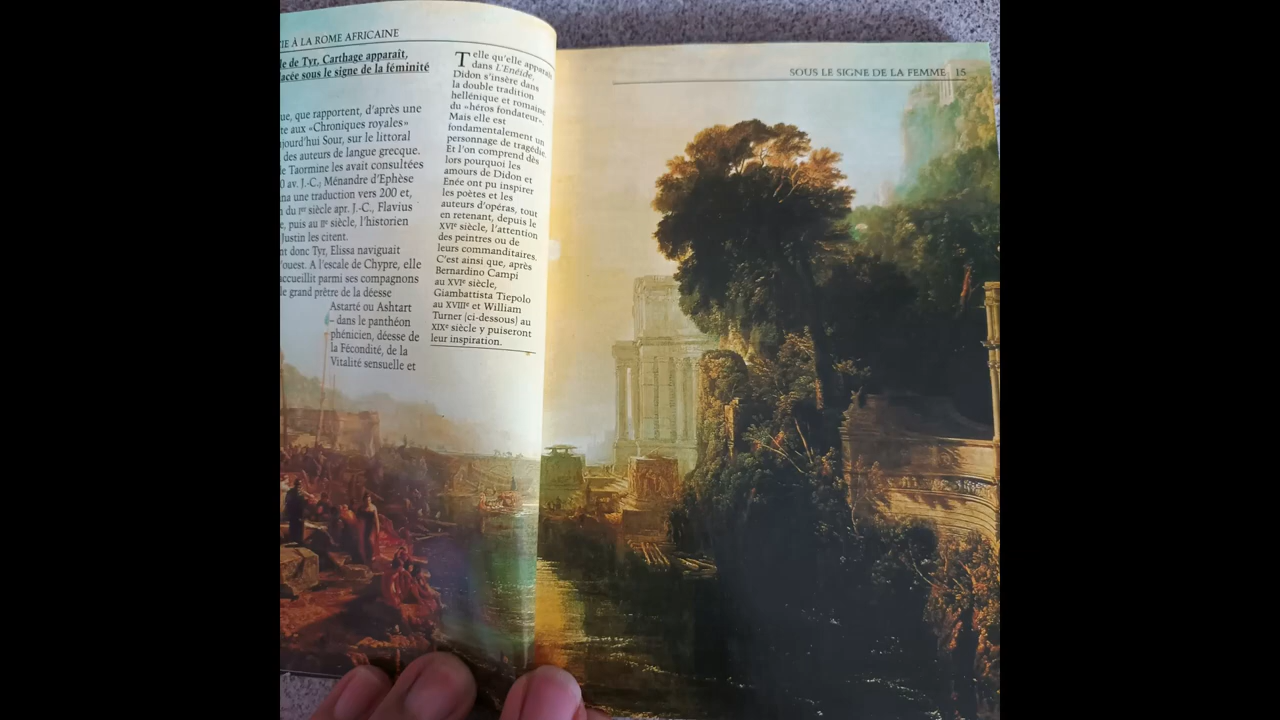 CIE À LA ROME AFRICAINE
le de Tyr, Carthage apparaît,
lacée sous le signe de la féminité
ue, que rapportent, d'après une
te aux «Chroniques royales»
jourd'hui Sour, sur le littoral
des auteurs de langue grecque.
e Taormine les avait consultées
0 av. J.-C.; Ménandre d'Ephèse
na une traduction vers 200 et,
n du Ier siècle apr. J.-C., Flavius
e, puis au IIe siècle, l'historien
Justin les citent.
nt donc Tyr, Elissa naviguait
'ouest. A l'escale de Chypre, elle
accueillit parmi ses compagnons
le grand prêtre de la déesse
Astarté ou Ashtart
– dans le panthéon
phénicien, déesse de
la Fécondité, de la
Vitalité sensuelle et
Telle qu'elle apparaît
dans L'Enéide,
Didon s'insère dans
la double tradition
hellénique et romaine
du «héros fondateur».
Mais elle est
fondamentalement un
personnage de tragédie.
Et l'on comprend dès
lors pourquoi les
amours de Didon et
Enée ont pu inspirer
les poètes et les
auteurs d'opéras, tout
en retenant, depuis le
XVIe siècle, l'attention
des peintres ou de
leurs commanditaires.
C'est ainsi que, après
Bernardino Campi
au XVIe siècle,
Giambattista Tiepolo
au XVIIIe et William
Turner (ci-dessous) au
XIXe siècle y puiseront
leur inspiration.
SOUS LE SIGNE DE LA FEMME 15